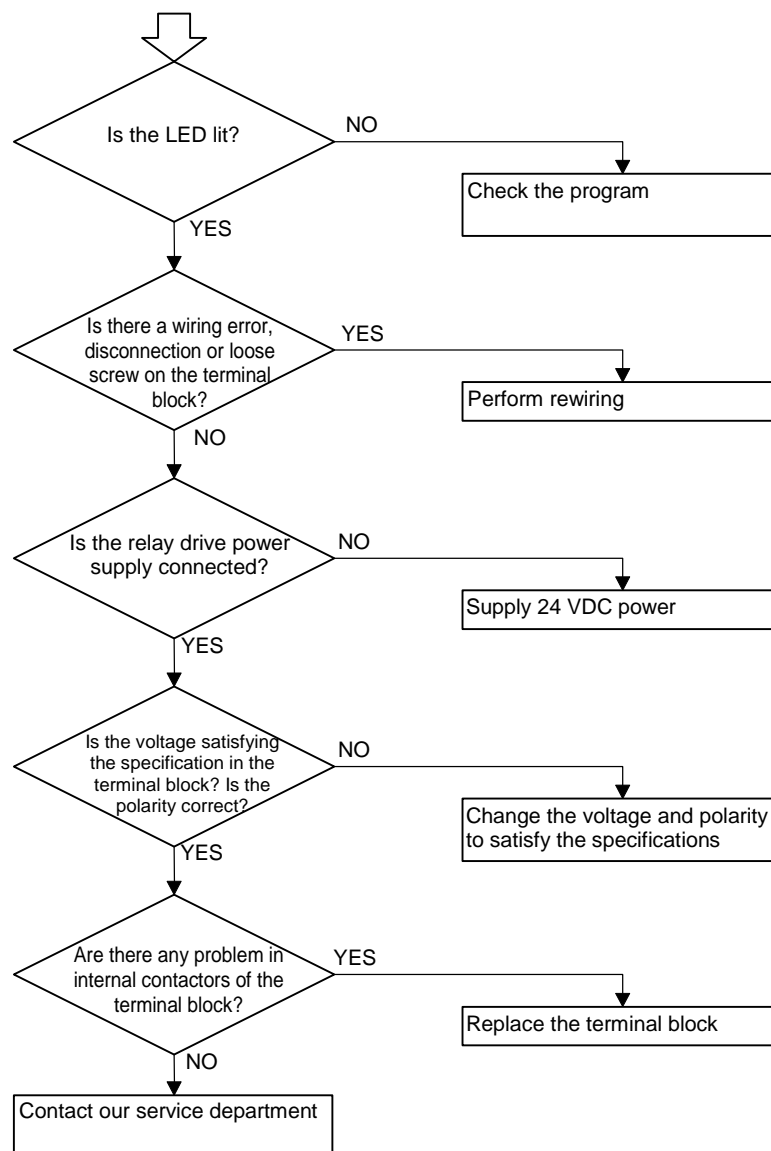 Is the LED lit?
NO
Check the program
YES
Is there a wiring error,
disconnection or loose
screw on the terminal
block?
YES
Perform rewiring
NO
Is the relay drive power
supply connected?
NO
Supply 24 VDC power
YES
Is the voltage satisfying
the specification in the
terminal block? Is the
polarity correct?
NO
Change the voltage and polarity
to satisfy the specifications
YES
Are there any problem in
internal contactors of the
terminal block?
YES
Replace the terminal block
NO
Contact our service department